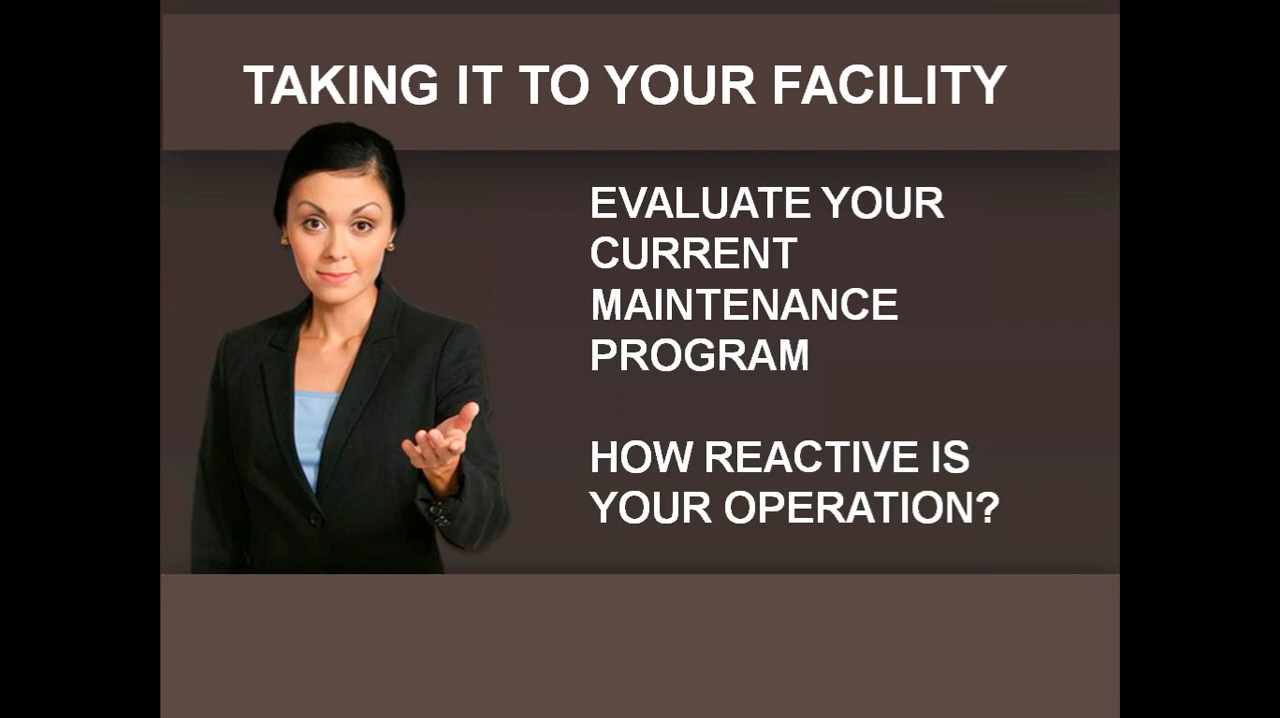 TAKING IT TO YOUR FACILITY
EVALUATE YOUR
CURRENT
MAINTENANCE
PROGRAM
HOW REACTIVE IS
YOUR OPERATION?